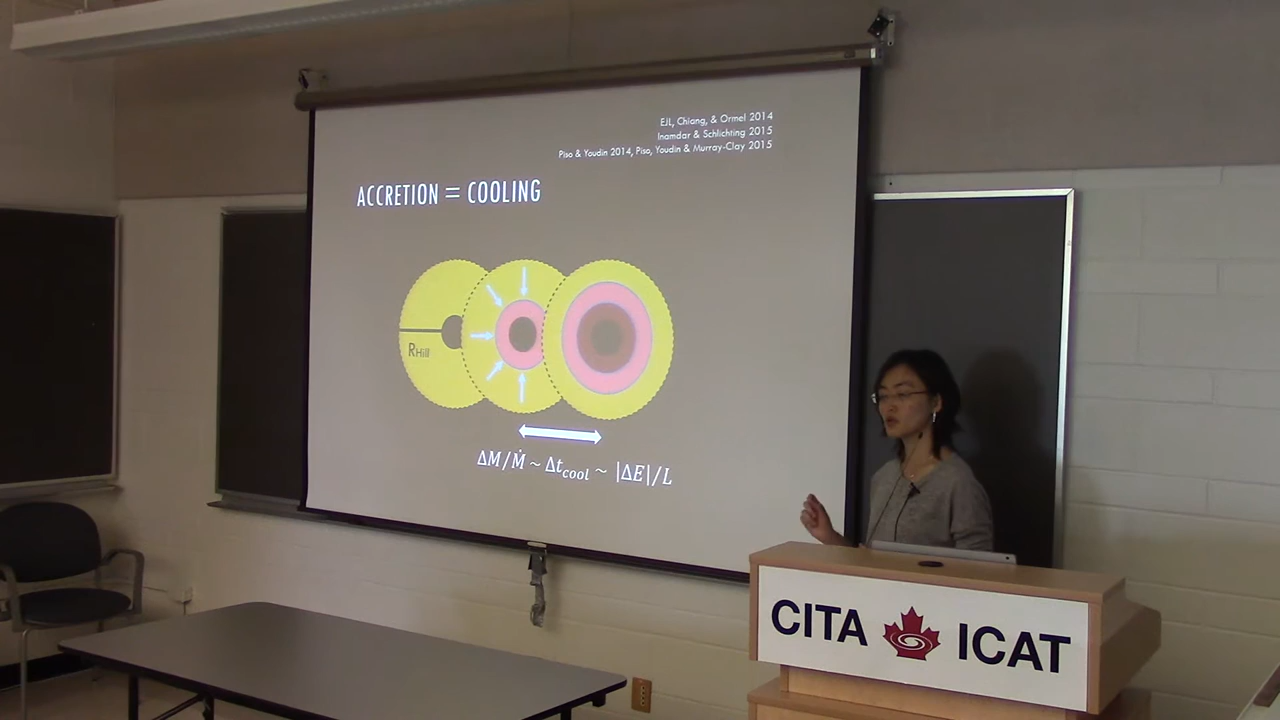 EJL, Chiang, & Ormel 2014
Inamdar & Schlichting 2015
Piso & Youdin 2014, Piso, Youdin & Murray-Clay 2015
ACCRETION = COOLING
RHill
ΔM/Ṁ ~ Δt_cool ~ |ΔE|/L
CITA ICAT